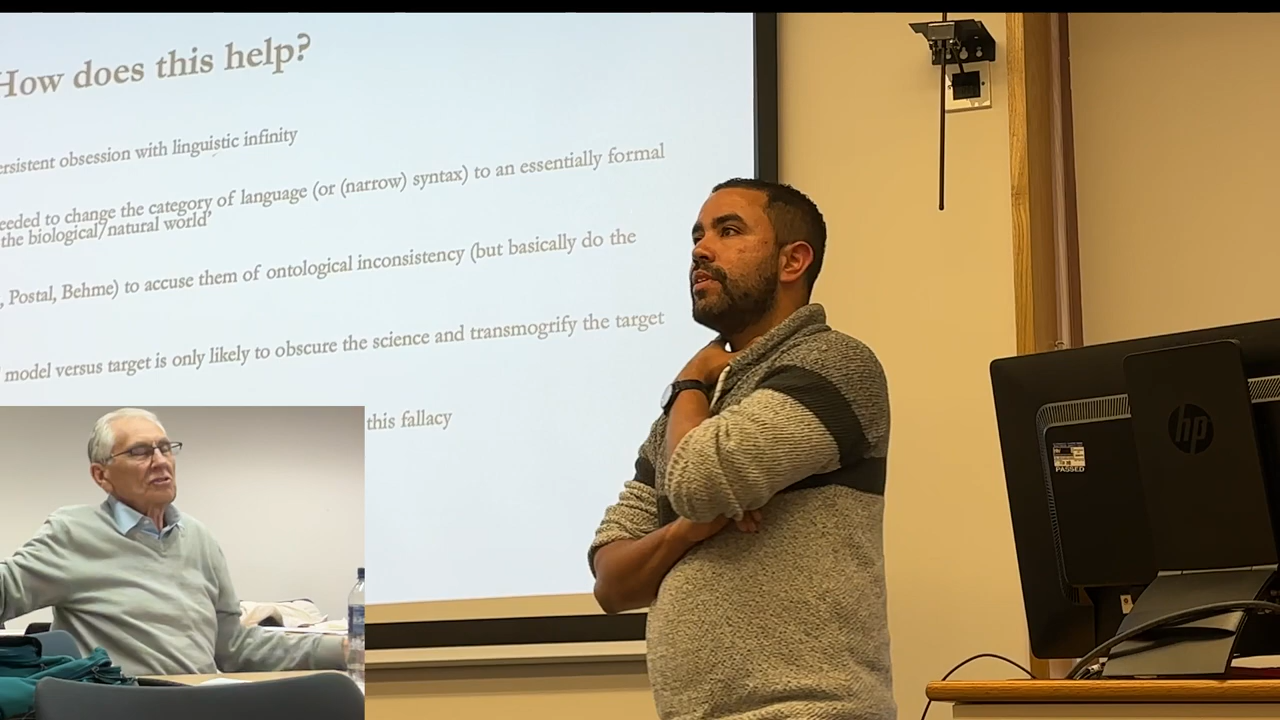 How does this help?
ersistent obsession with linguistic infinity
eeded to change the category of language (or (narrow) syntax) to an essentially formal
the biological/natural world'
, Postal, Behme) to accuse them of ontological inconsistency (but basically do the
model versus target is only likely to obscure the science and transmogrify the target
this fallacy
hp
PASSED